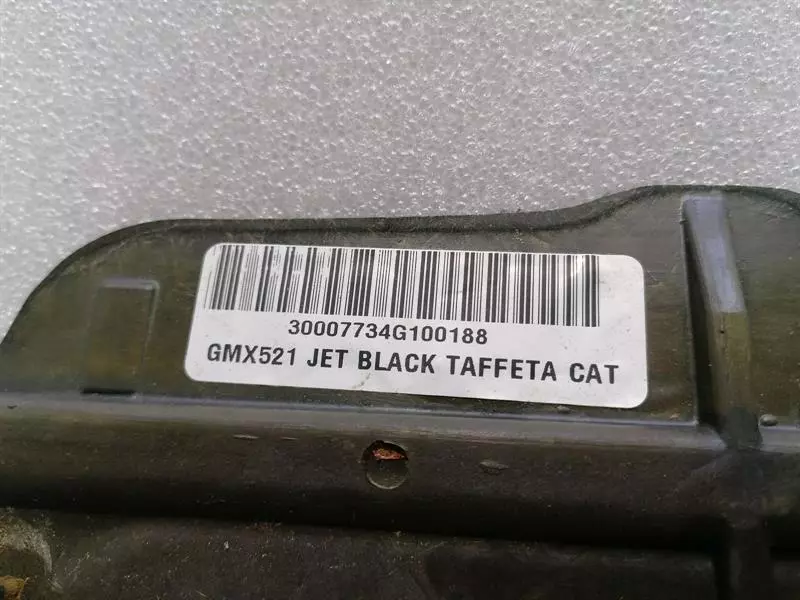 30007734G100188
GMX521 JET BLACK TAFFETA CAT